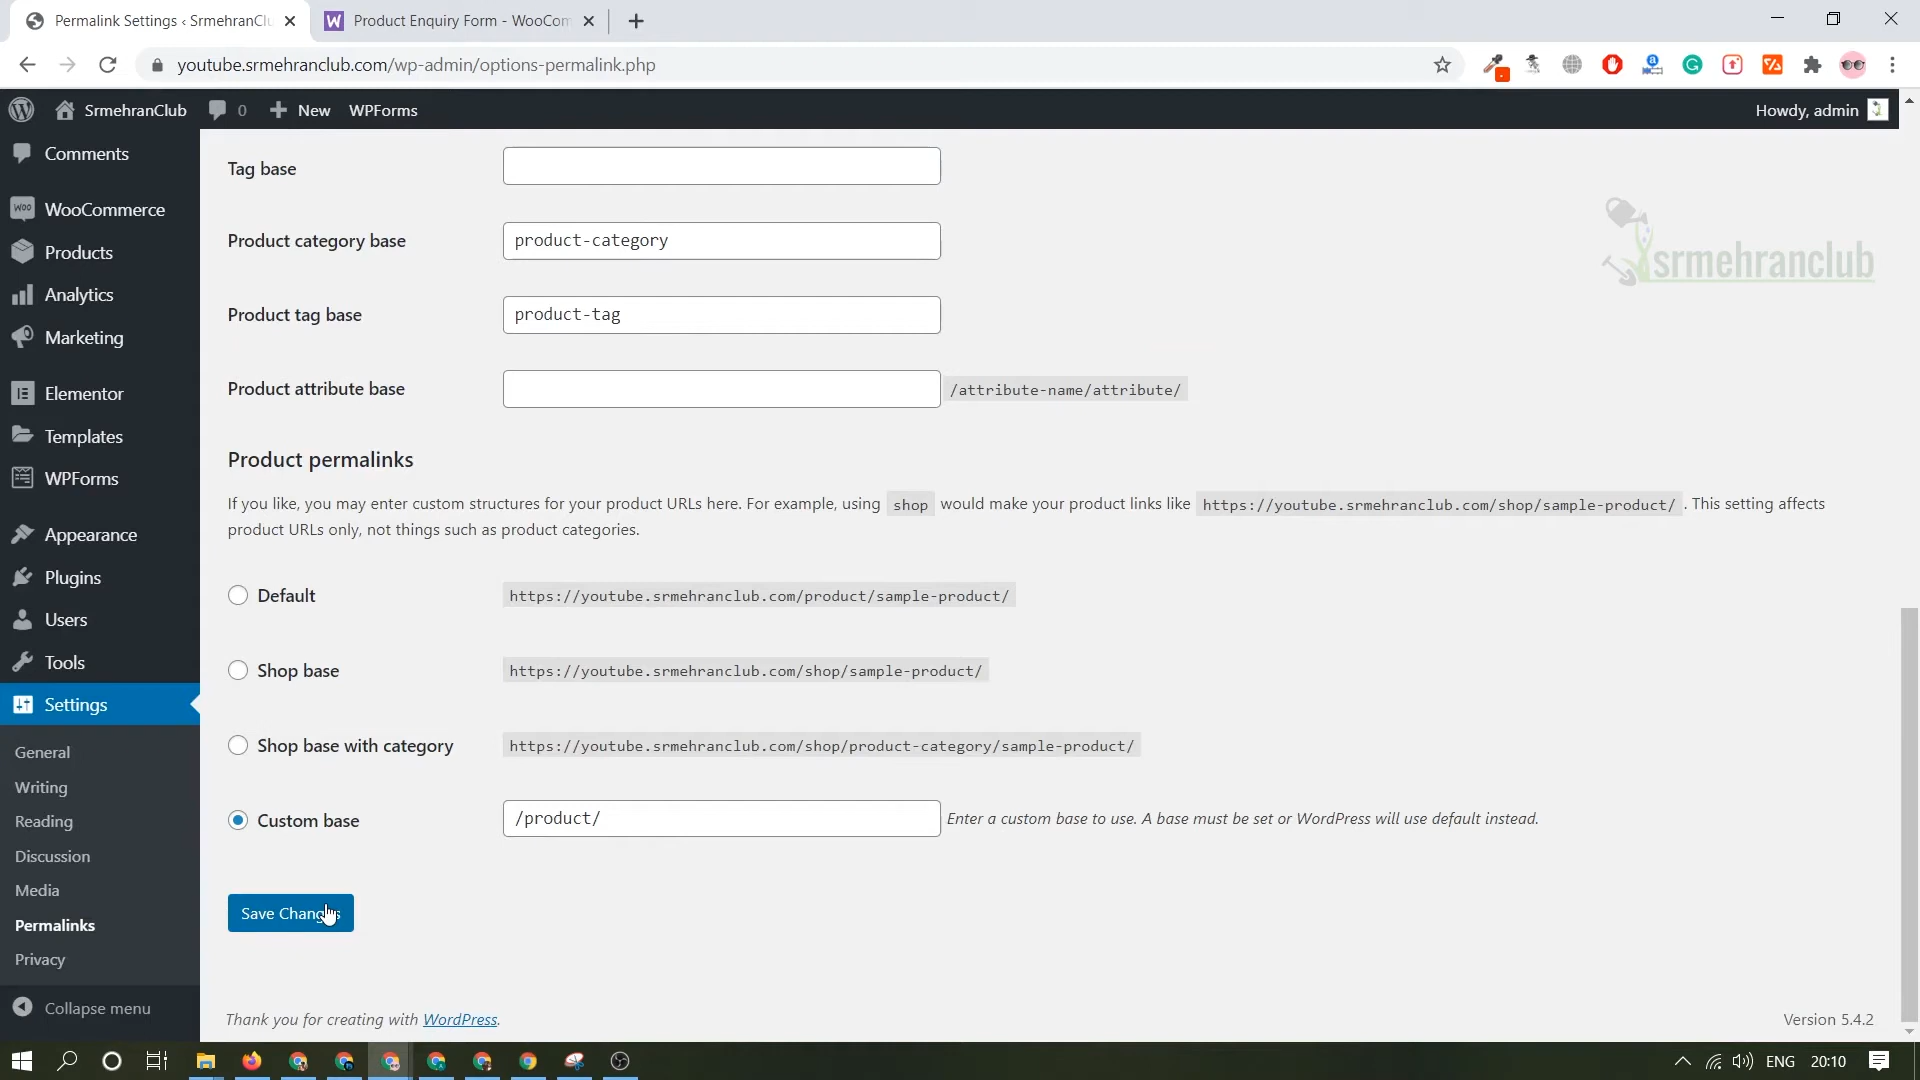 Permalink Settings ‹ SrmehranClu
Product Enquiry Form - WooCom
youtube.srmehranclub.com/wp-admin/options-permalink.php
SrmehranClub
0
New
WPForms
Howdy, admin
Comments
WooCommerce
Products
Analytics
Marketing
Elementor
Templates
WPForms
Appearance
Plugins
Users
Tools
Settings
General
Writing
Reading
Discussion
Media
Permalinks
Privacy
Collapse menu
Tag base
Product category base
product-category
Product tag base
product-tag
Product attribute base
/attribute-name/attribute/
srmehranclub
Product permalinks
If you like, you may enter custom structures for your product URLs here. For example, using shop would make your product links like https://youtube.srmehranclub.com/shop/sample-product/ . This setting affects
product URLs only, not things such as product categories.
Default
https://youtube.srmehranclub.com/product/sample-product/
Shop base
https://youtube.srmehranclub.com/shop/sample-product/
Shop base with category
https://youtube.srmehranclub.com/shop/product-category/sample-product/
Custom base
/product/
Enter a custom base to use. A base must be set or WordPress will use default instead.
Save Changes
Thank you for creating with WordPress.
Version 5.4.2
ENG
20:10